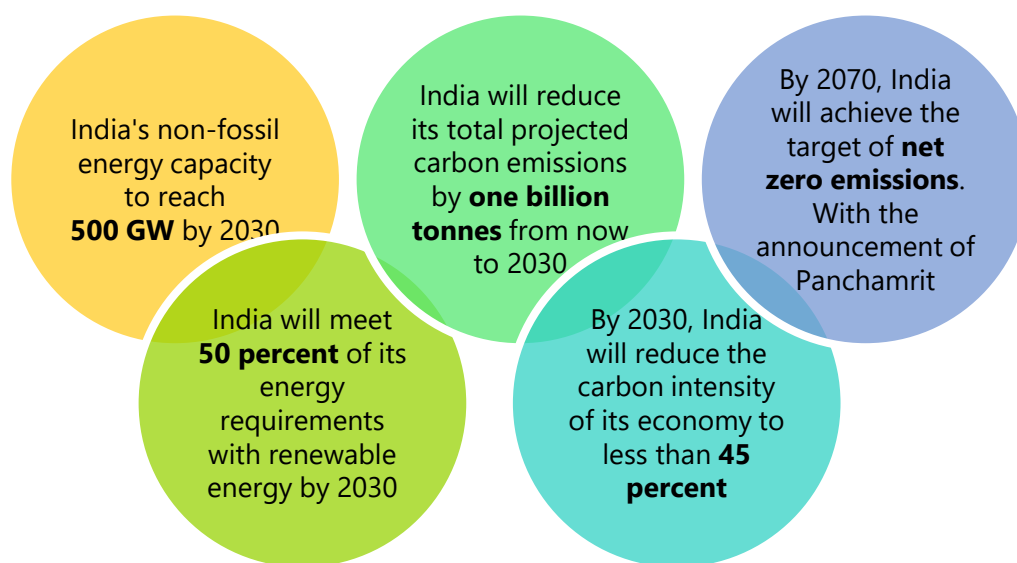 India's non-fossil
energy capacity
to reach
500 GW by 2030
India will meet
50 percent of its
energy
requirements
with renewable
energy by 2030
India will reduce
its total projected
carbon emissions
by one billion
tonnes from now
to 2030
By 2030, India
will reduce the
carbon intensity
of its economy to
less than 45
percent
By 2070, India
will achieve the
target of net
zero emissions.
With the
announcement of
Panchamrit